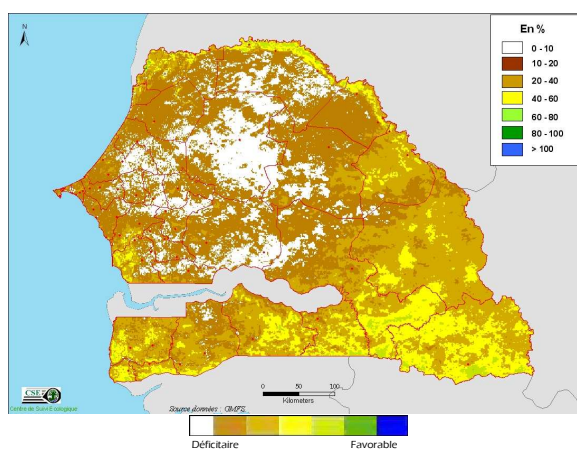 N
En %
0 - 10
10 - 20
20 - 40
40 - 60
60 - 80
80 - 100
> 100
CSE
Centre de Suivi Ecologique
Source données : GMFS
0 50 100
Kilometers
Déficitaire Favorable